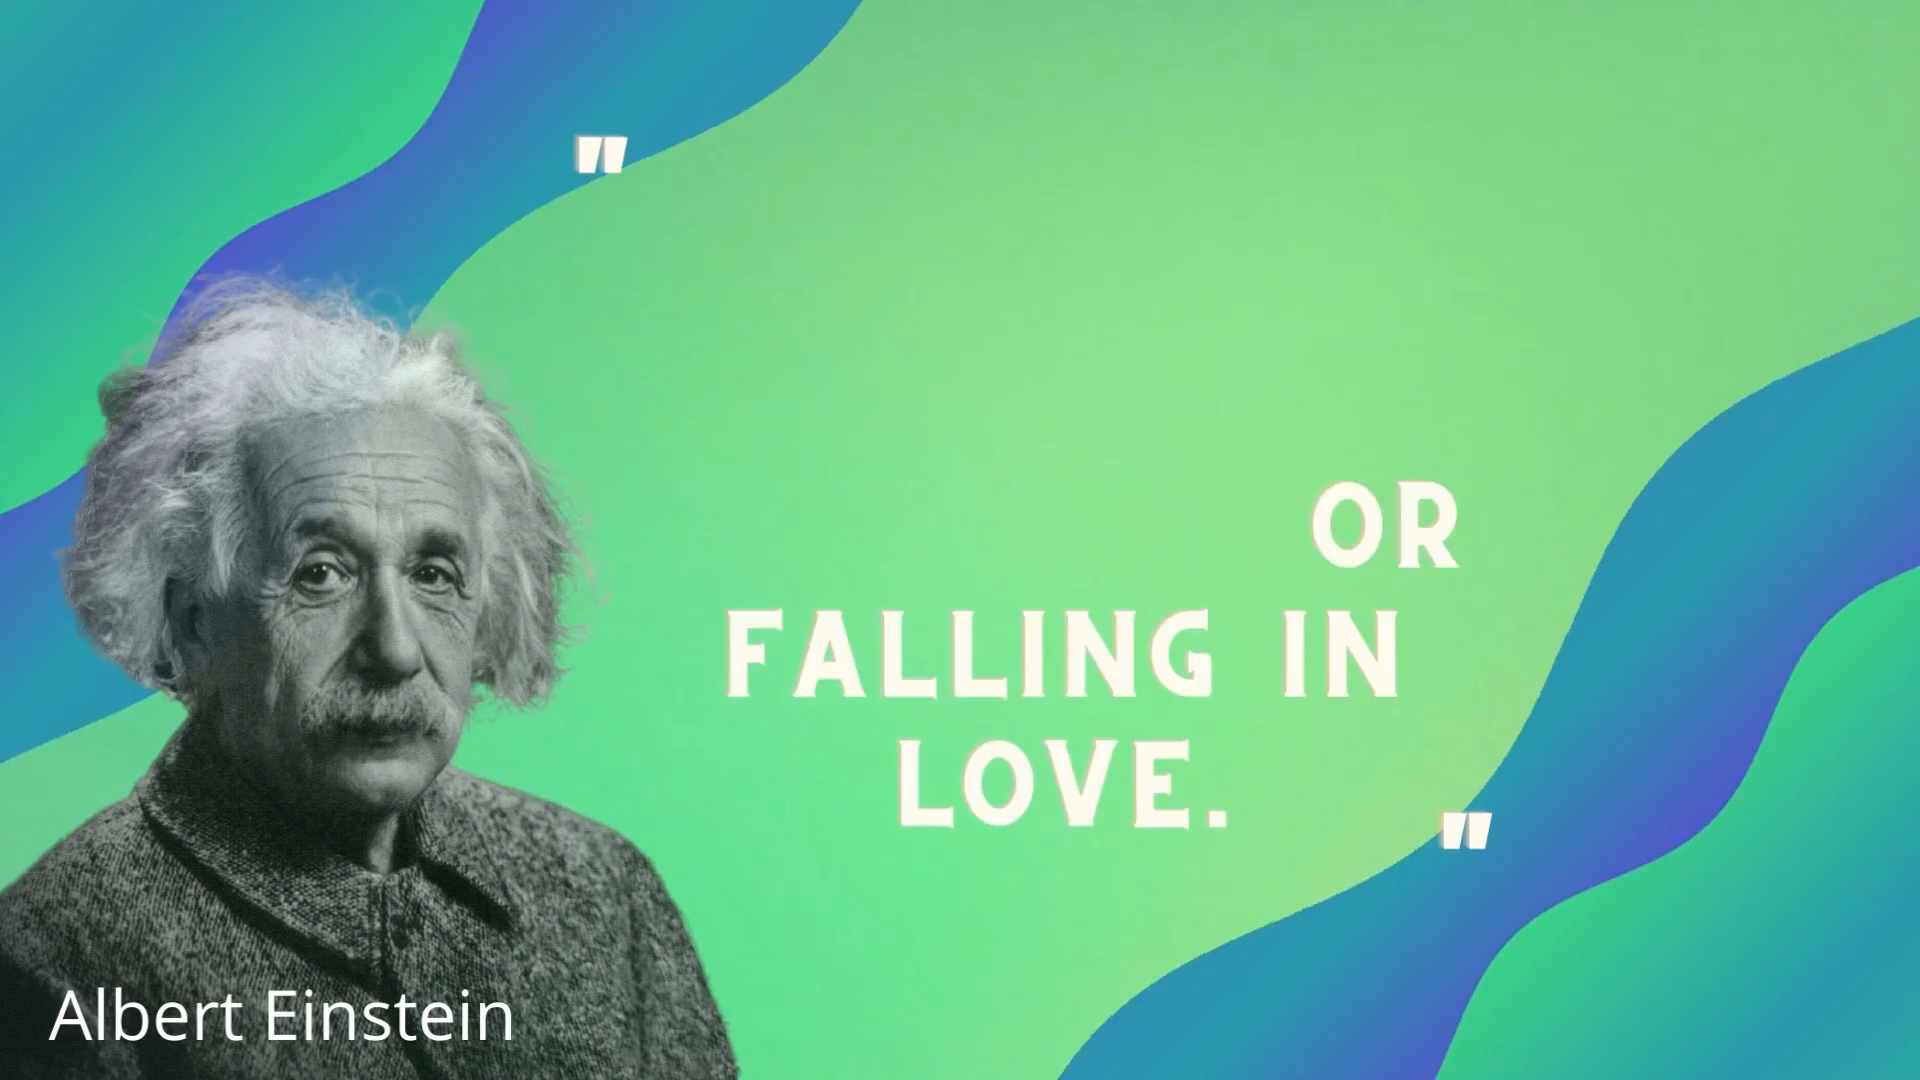 "
OR
FALLING IN
LOVE.
"
Albert Einstein